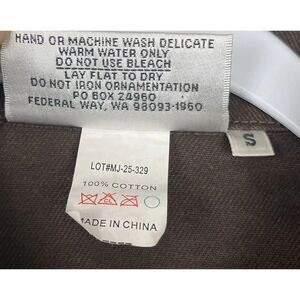 HAND OR MACHINE WASH DELICATE
WARM WATER ONLY
DO NOT USE BLEACH
LAY FLAT TO DRY
DO NOT IRON ORNAMENTATION
PO BOX 24960
FEDERAL WAY, WA 98093-1960
S
LOT#MJ-25-329
100% COTTON
MADE IN CHINA